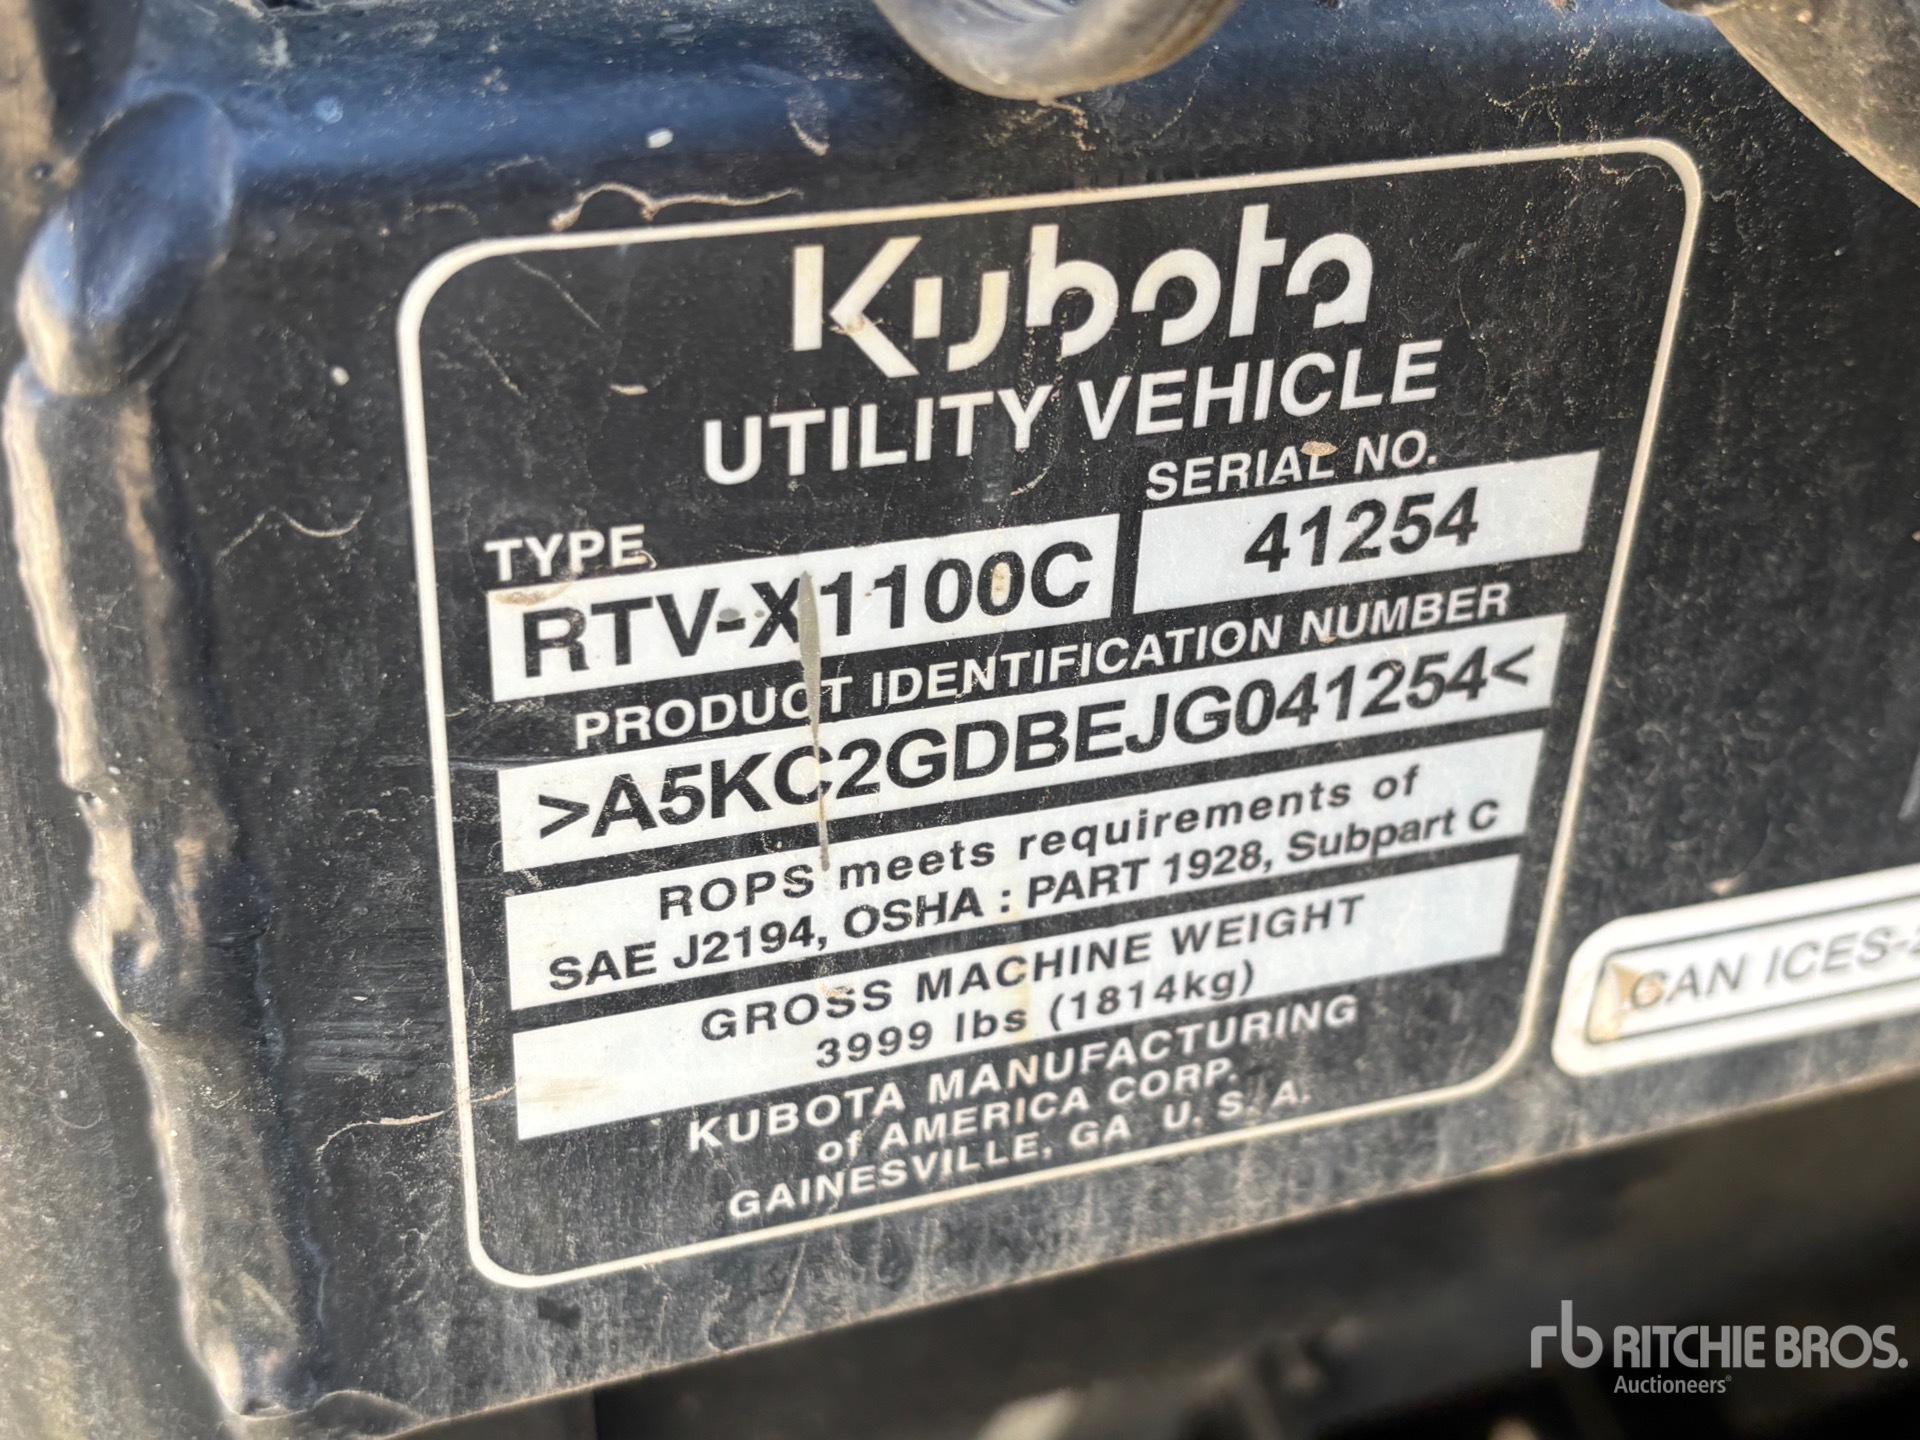 Kubota
UTILITY VEHICLE
TYPE
SERIAL NO.
RTV-X1100C
41254
PRODUCT IDENTIFICATION NUMBER
>A5KC2GDBEJG041254<
ROPS meets requirements of
SAE J2194, OSHA : PART 1928, Subpart C
GROSS MACHINE WEIGHT
3999 lbs (1814kg)
KUBOTA MANUFACTURING
of AMERICA CORP.
GAINESVILLE, GA U. S. A.
CAN ICES-2
rb RITCHIE BROS.
Auctioneers